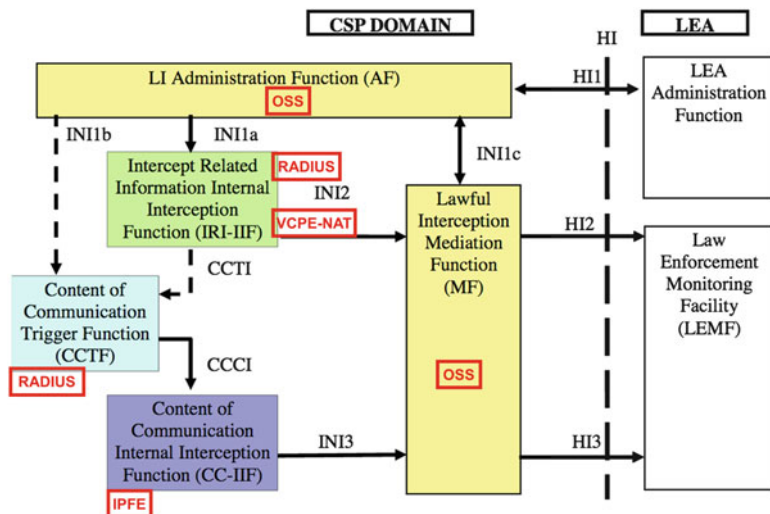 CSP DOMAIN
LEA
HI
LI Administration Function (AF)
OSS
HI1
LEA
Administration
Function
INI1b
INI1a
INI1c
Intercept Related
Information Internal
Interception
Function (IRI-IIF)
RADIUS
INI2
VCPE-NAT
Lawful
Interception
Mediation
Function
(MF)
OSS
HI2
Law
Enforcement
Monitoring
Facility
(LEMF)
CCTI
Content of
Communication
Trigger Function
(CCTF)
RADIUS
CCCI
Content of
Communication
Internal Interception
Function (CC-IIF)
IPFE
INI3
HI3